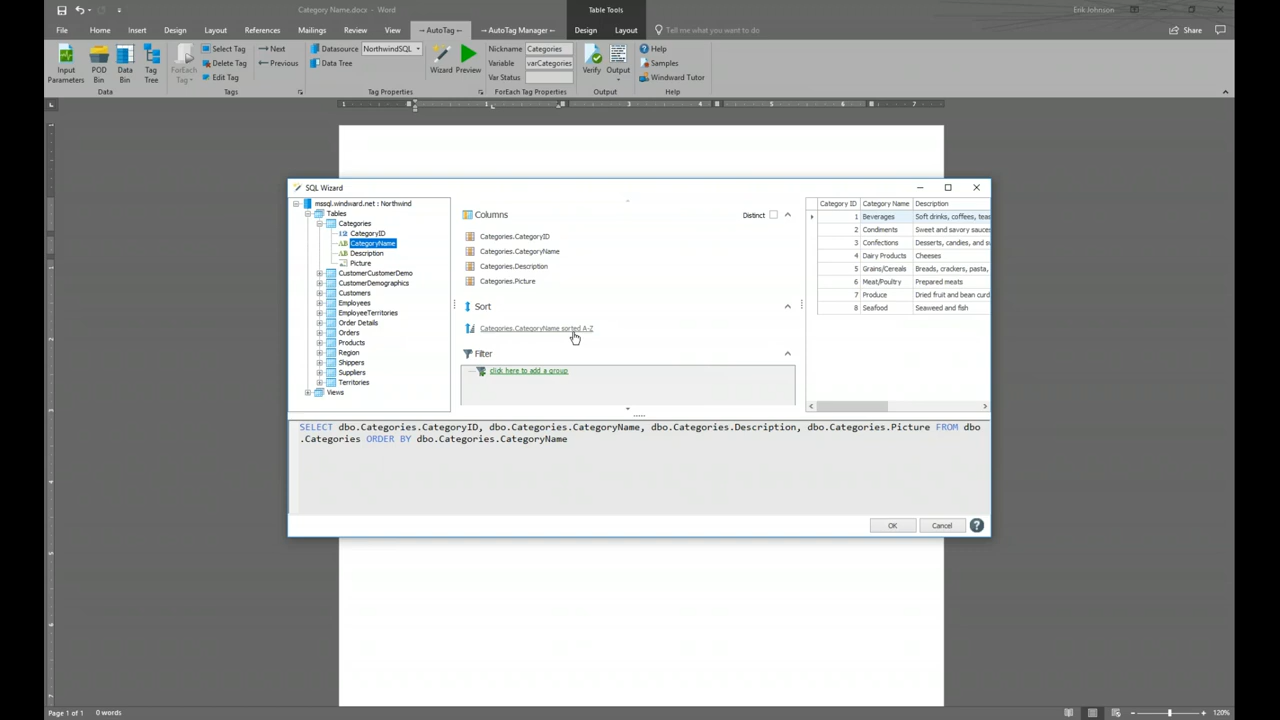 Category Name.docx - Word
Table Tools
Erik Johnson
File Home Insert Design Layout References Mailings Review View → AutoTag ← → AutoTag Manager ← Design Layout Tell me what you want to do Share
Input Parameters
POD Bin
Data Bin
Tag Tree
Data
ForEach Tag
Select Tag
Delete Tag
Edit Tag
Next
Previous
Tags
Datasource NorthwindSQL
Data Tree
Wizard
Preview
Tag Properties
Nickname Categories
Variable varCategories
Var Status
ForEach Tag Properties
Verify
Output
Output
Help
Samples
Windward Tutor
Help
SQL Wizard
mssql.windward.net : Northwind
Tables
Categories
CategoryID
CategoryName
Description
Picture
CustomerCustomerDemo
CustomerDemographics
Customers
Employees
EmployeeTerritories
Order Details
Orders
Products
Region
Shippers
Suppliers
Territories
Views
Columns
Distinct
Categories.CategoryID
Categories.CategoryName
Categories.Description
Categories.Picture
Sort
Categories.CategoryName sorted A-Z
Filter
click here to add a group
Category ID Category Name Description
1 Beverages Soft drinks, coffees, teas
2 Condiments Sweet and savory sauces
3 Confections Desserts, candies, and s
4 Dairy Products Cheeses
5 Grains/Cereals Breads, crackers, pasta,
6 Meat/Poultry Prepared meats
7 Produce Dried fruit and bean curd
8 Seafood Seaweed and fish
SELECT dbo.Categories.CategoryID, dbo.Categories.CategoryName, dbo.Categories.Description, dbo.Categories.Picture FROM dbo
.Categories ORDER BY dbo.Categories.CategoryName
OK Cancel
Page 1 of 1 0 words 120%